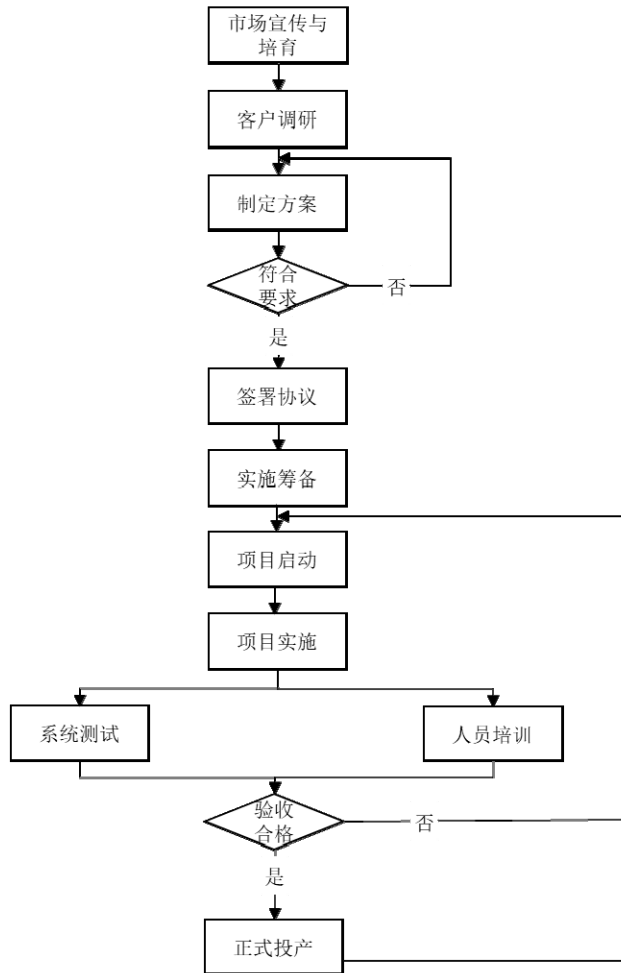 市场宣传与
培育
客户调研
制定方案
符合
要求
否
是
签署协议
实施筹备
项目启动
项目实施
系统测试
人员培训
验收
合格
否
是
正式投产